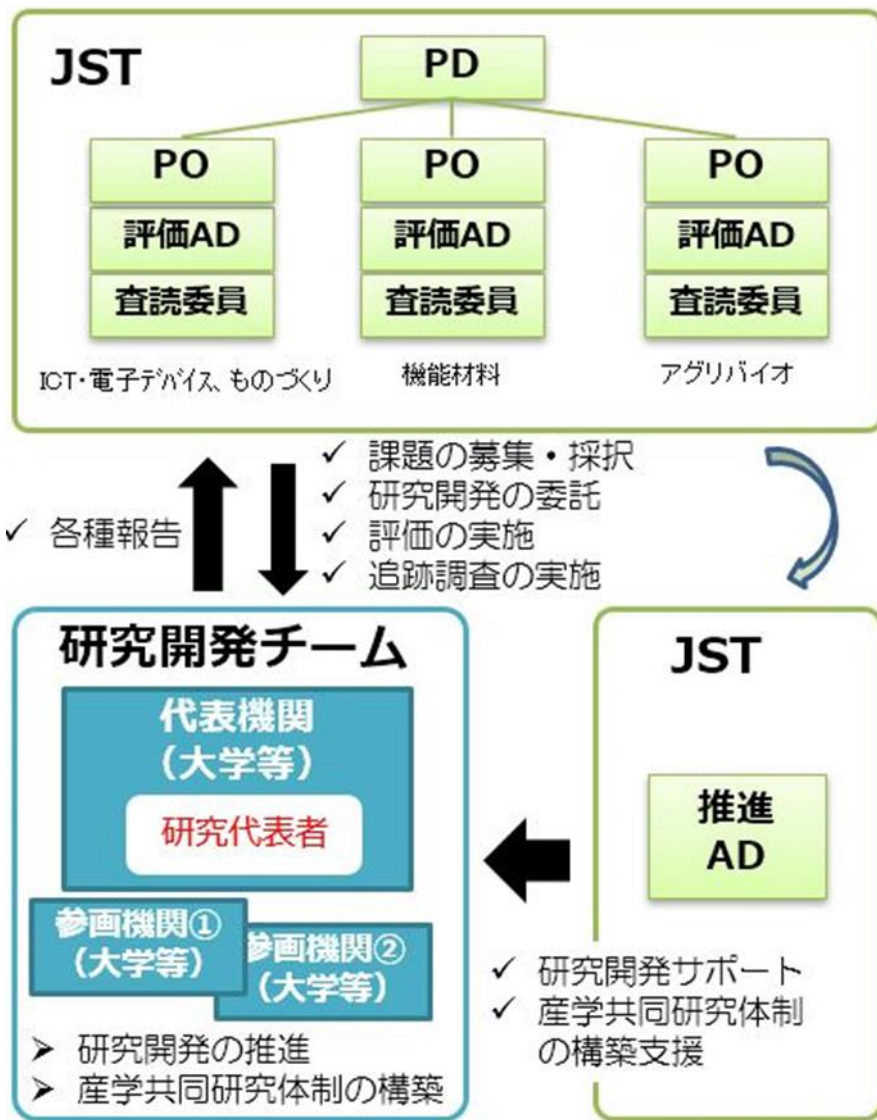 JST
PD
PO
評価AD
査読委員
ICT・電子デバイス、ものづくり
PO
評価AD
査読委員
機能材料
PO
評価AD
査読委員
アグリバイオ
✓ 各種報告
✓ 課題の募集・採択
✓ 研究開発の委託
✓ 評価の実施
✓ 追跡調査の実施
研究開発チーム
代表機関
（大学等）
研究代表者
参画機関①
（大学等）
参画機関②
（大学等）
➢ 研究開発の推進
➢ 産学共同研究体制の構築
JST
推進
AD
✓ 研究開発サポート
✓ 産学共同研究体制
の構築支援